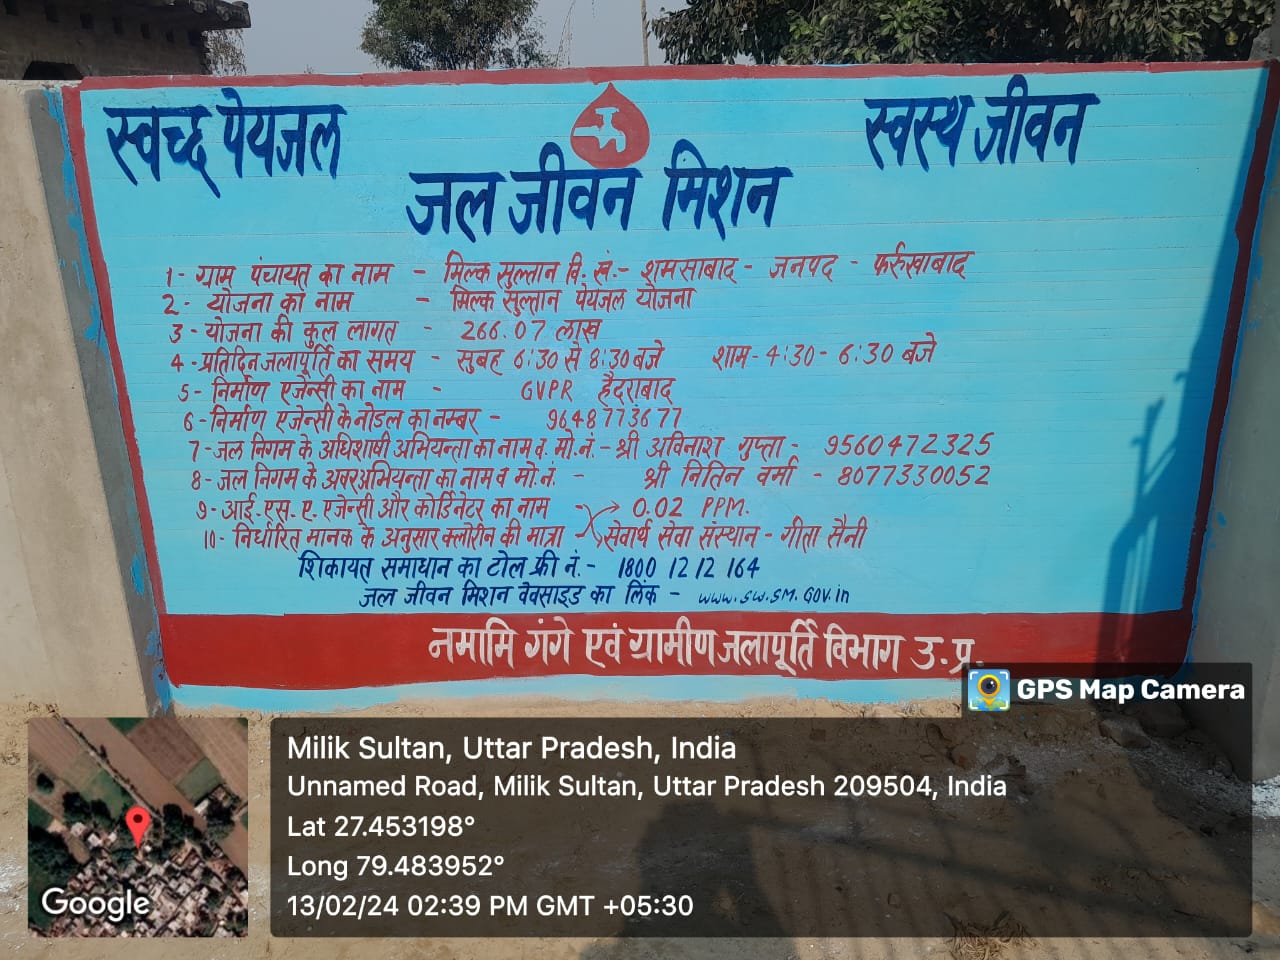 स्वच्छ पेयजल
स्वस्थ जीवन
जल जीवन मिशन
1- ग्राम पंचायत का नाम - मिल्क सुल्तान वि. खं.- शमसाबाद - जनपद - फर्रुखाबाद
2- योजना का नाम - मिल्क सुल्तान पेयजल योजना
3- योजना की कुल लागत - 266.07 लाख
4- प्रतिदिन जलापूर्ति का समय - सुबह 6:30 से 8:30 बजे शाम - 4:30 - 6:30 बजे
5- निर्माण एजेन्सी का नाम - GVPR हैदराबाद
6- निर्माण एजेन्सी के नोडल का नम्बर - 9648773677
7- जल निगम के अधिशाषी अभियन्ता का नाम व. मो.नं.- श्री अविनाश गुप्ता - 9560472325
8- जल निगम के अवर अभियन्ता का नाम व मो.नं. - श्री नितिन वर्मा - 8077330052
9- आई.एस.ए. एजेन्सी और कोर्डिनेटर का नाम - 0.02 PPM.
10- निर्धारित मानक के अनुसार क्लोरीन की मात्रा - सेवार्थ सेवा संस्थान - गीता सैनी
शिकायत समाधान का टोल फ्री नं.- 1800 12 12 164
जल जीवन मिशन वेबसाइड का लिंक - www.sw.sm.GOV.in
नमामि गंगे एवं ग्रामीण जलापूर्ति विभाग उ.प्र.
GPS Map Camera
Milik Sultan, Uttar Pradesh, India
Unnamed Road, Milik Sultan, Uttar Pradesh 209504, India
Lat 27.453198°
Long 79.483952°
13/02/24 02:39 PM GMT +05:30
Google